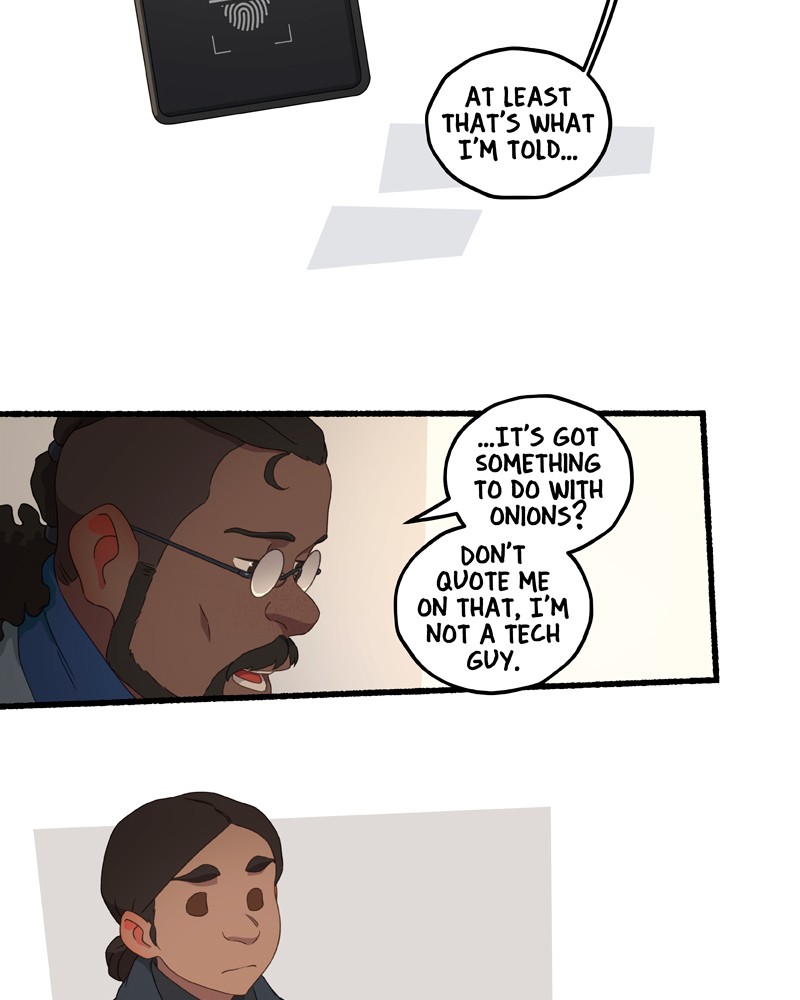 AT LEAST
THAT'S WHAT
I'M TOLD...
...IT'S GOT
SOMETHING
TO DO WITH
ONIONS?
DON'T
QUOTE ME
ON THAT, I'M
NOT A TECH
GUY.